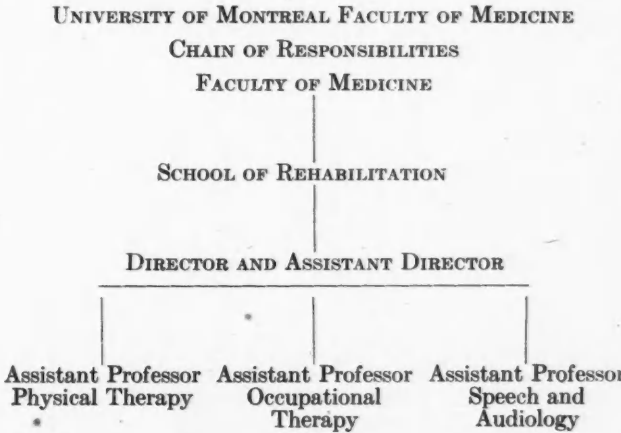 UNIVERSITY OF MONTREAL FACULTY OF MEDICINE
CHAIN OF RESPONSIBILITIES
FACULTY OF MEDICINE
SCHOOL OF REHABILITATION
DIRECTOR AND ASSISTANT DIRECTOR
Assistant Professor Assistant Professor Assistant Professor
Physical Therapy Occupational Speech and
Therapy Audiology